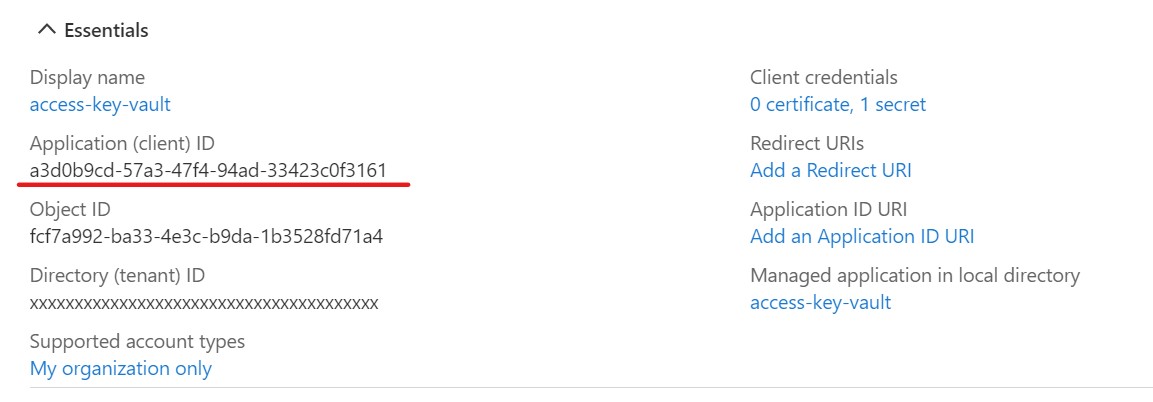 Essentials
Display name
access-key-vault
Application (client) ID
a3d0b9cd-57a3-47f4-94ad-33423c0f3161
Object ID
fcf7a992-ba33-4e3c-b9da-1b3528fd71a4
Directory (tenant) ID
xxxxxxxxxxxxxxxxxxxxxxxxxxxxxxxxxxxxxxx
Supported account types
My organization only
Client credentials
0 certificate, 1 secret
Redirect URIs
Add a Redirect URI
Application ID URI
Add an Application ID URI
Managed application in local directory
access-key-vault